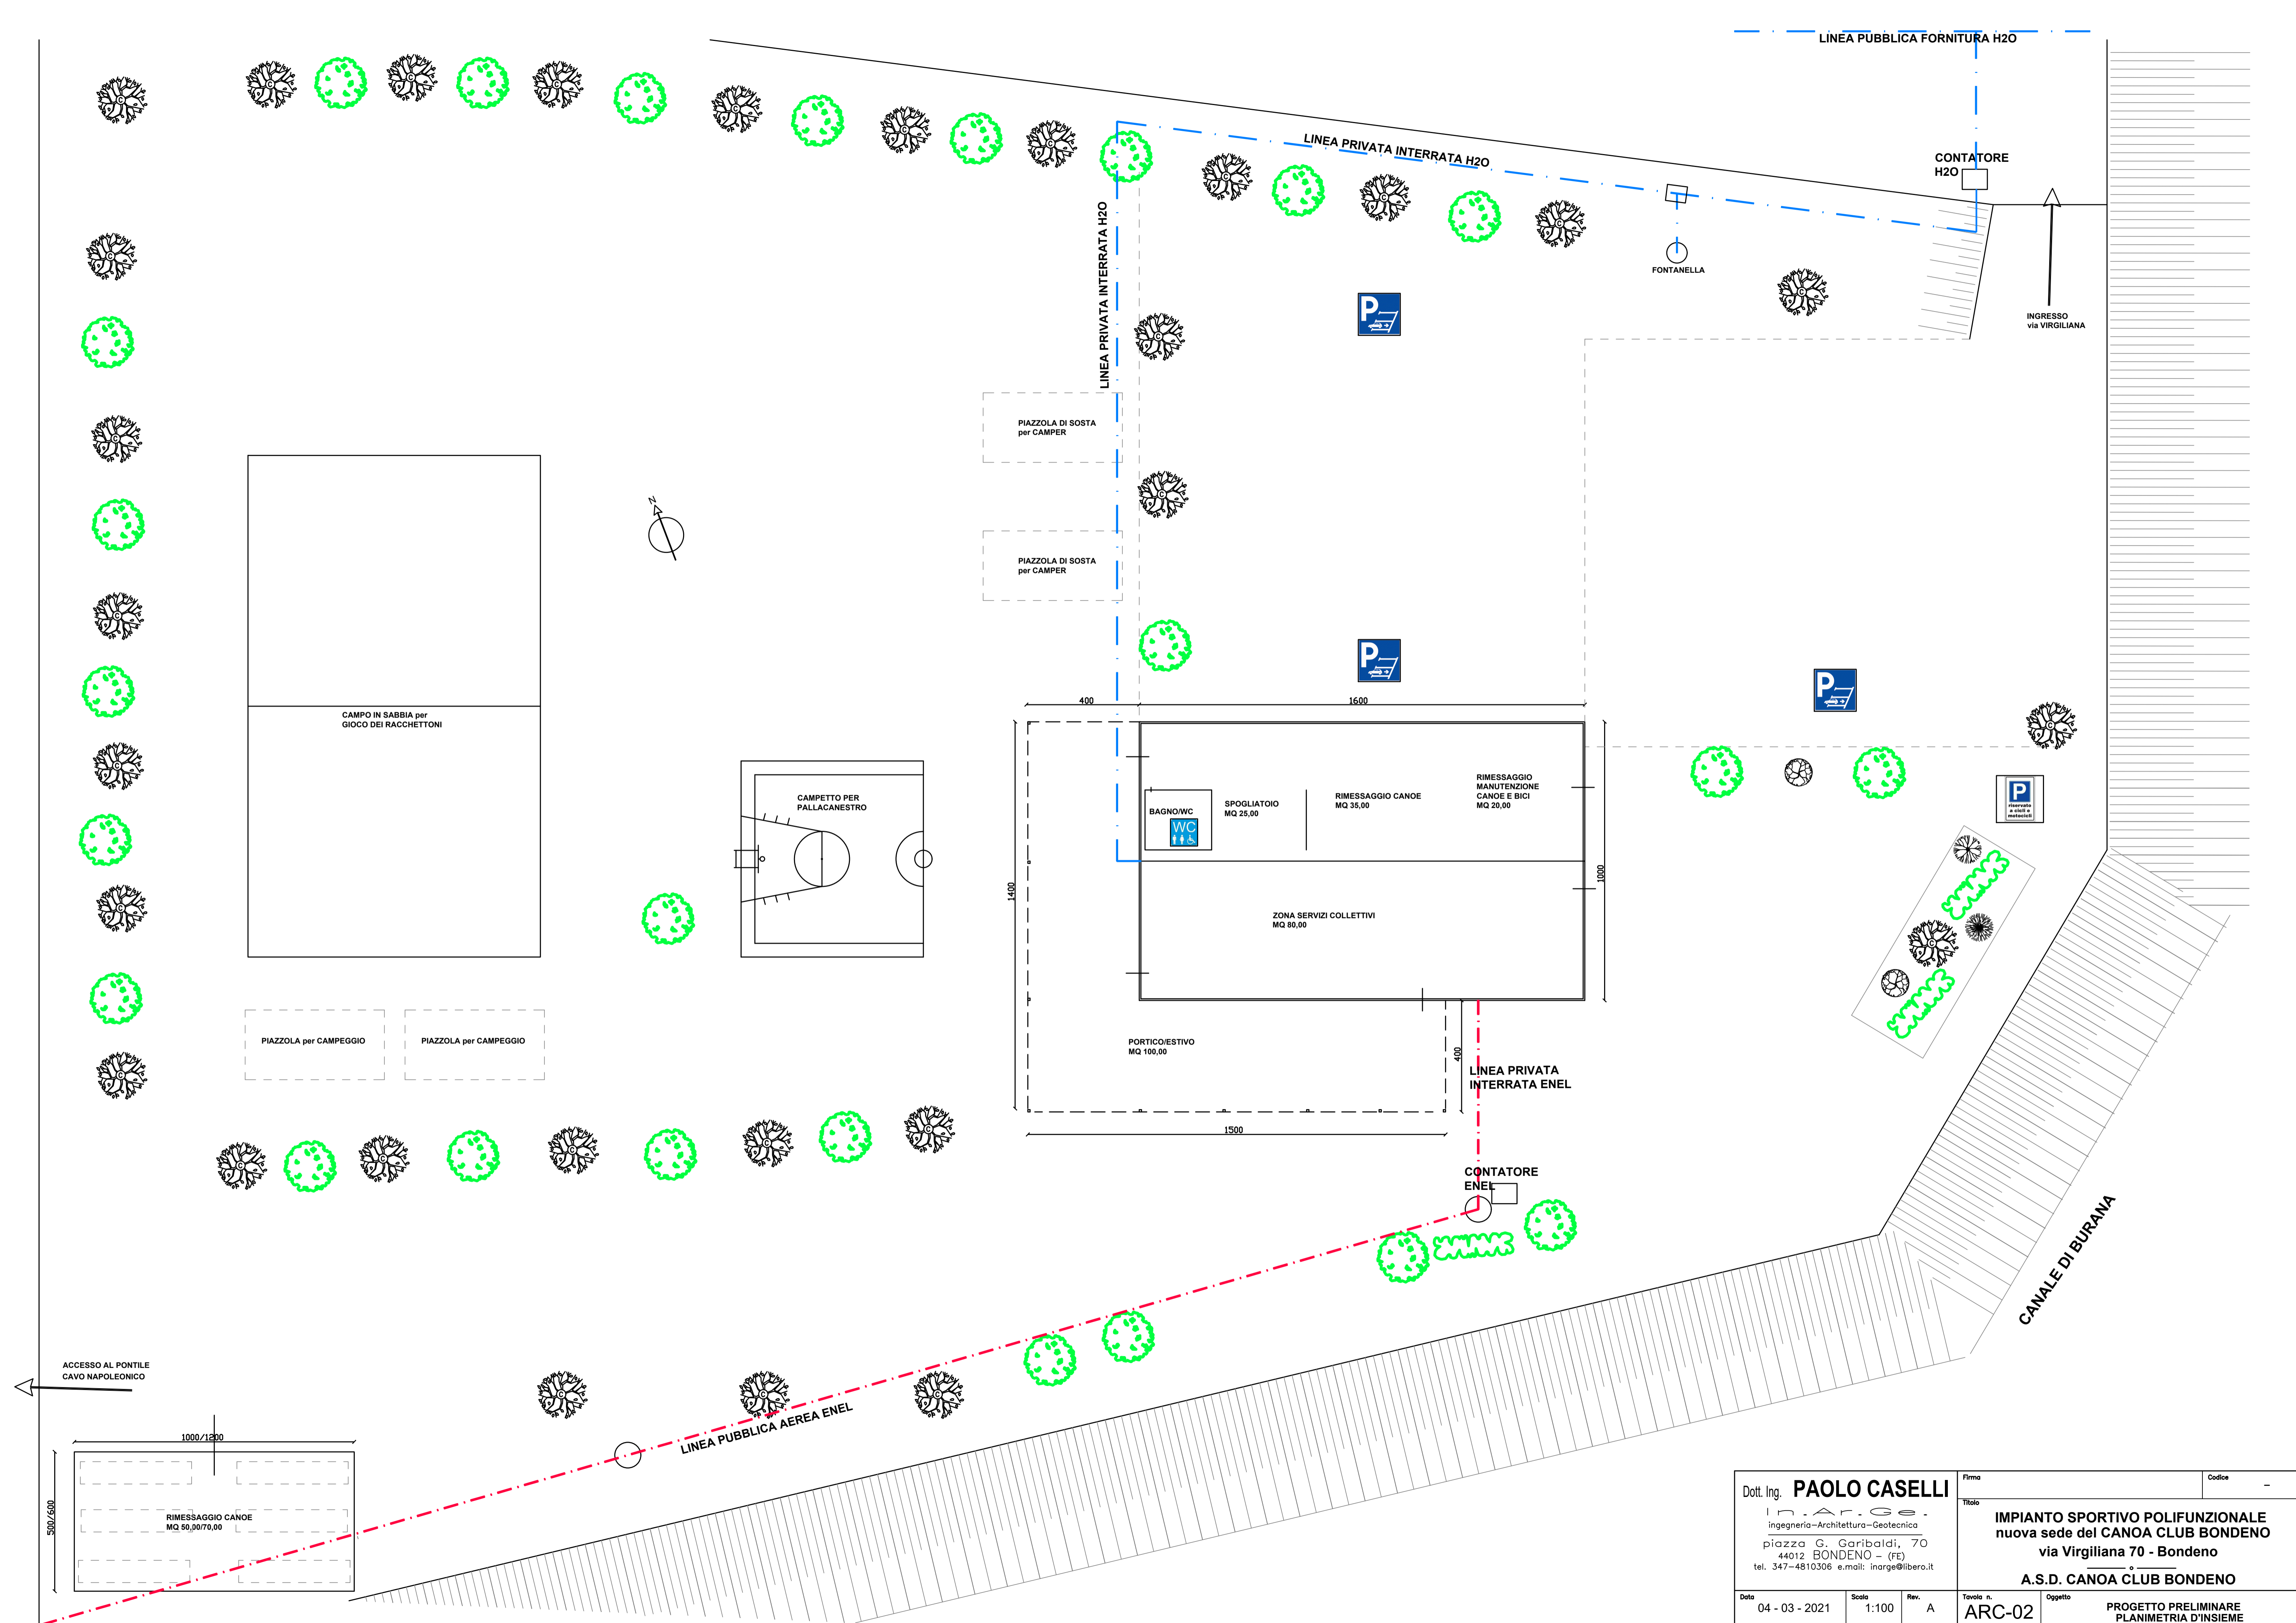 LINEA PUBBLICA FORNITURA H2O
LINEA PRIVATA INTERRATA H2O
CONTATORE
H2O
LINEA PRIVATA INTERRATA H2O
FONTANELLA
INGRESSO
via VIRGILIANA
P
PIAZZOLA DI SOSTA
per CAMPER
N
PIAZZOLA DI SOSTA
per CAMPER
P
P
400
1600
CAMPO IN SABBIA per
GIOCO DEI RACCHETTONI
CAMPETTO PER
PALLACANESTRO
BAGNO/WC
WC
SPOGLIATOIO
MQ 25,00
RIMESSAGGIO CANOE
MQ 35,00
RIMESSAGGIO
MANUTENZIONE
CANOE E BICI
MQ 20,00
P
riservato
a cicli e
motocicli
1400
1000
ZONA SERVIZI COLLETTIVI
MQ 80,00
PIAZZOLA per CAMPEGGIO
PIAZZOLA per CAMPEGGIO
PORTICO/ESTIVO
MQ 100,00
400
LINEA PRIVATA
INTERRATA ENEL
1500
CONTATORE
ENEL
CANALE DI BURANA
ACCESSO AL PONTILE
CAVO NAPOLEONICO
LINEA PUBBLICA AEREA ENEL
1000/1200
500/600
RIMESSAGGIO CANOE
MQ 50,00/70,00
Dott. Ing. PAOLO CASELLI
In.Ar.Ge.
ingegneria-Architettura-Geotecnica
piazza G. Garibaldi, 70
44012 BONDENO - (FE)
tel. 347-4810306 e.mail: inarge@libero.it
Firma
Codice
-
Titolo
IMPIANTO SPORTIVO POLIFUNZIONALE
nuova sede del CANOA CLUB BONDENO
via Virgiliana 70 - Bondeno
A.S.D. CANOA CLUB BONDENO
Data
04 - 03 - 2021
Scala
1:100
Rev.
A
Tavola n.
ARC-02
Oggetto
PROGETTO PRELIMINARE
PLANIMETRIA D'INSIEME